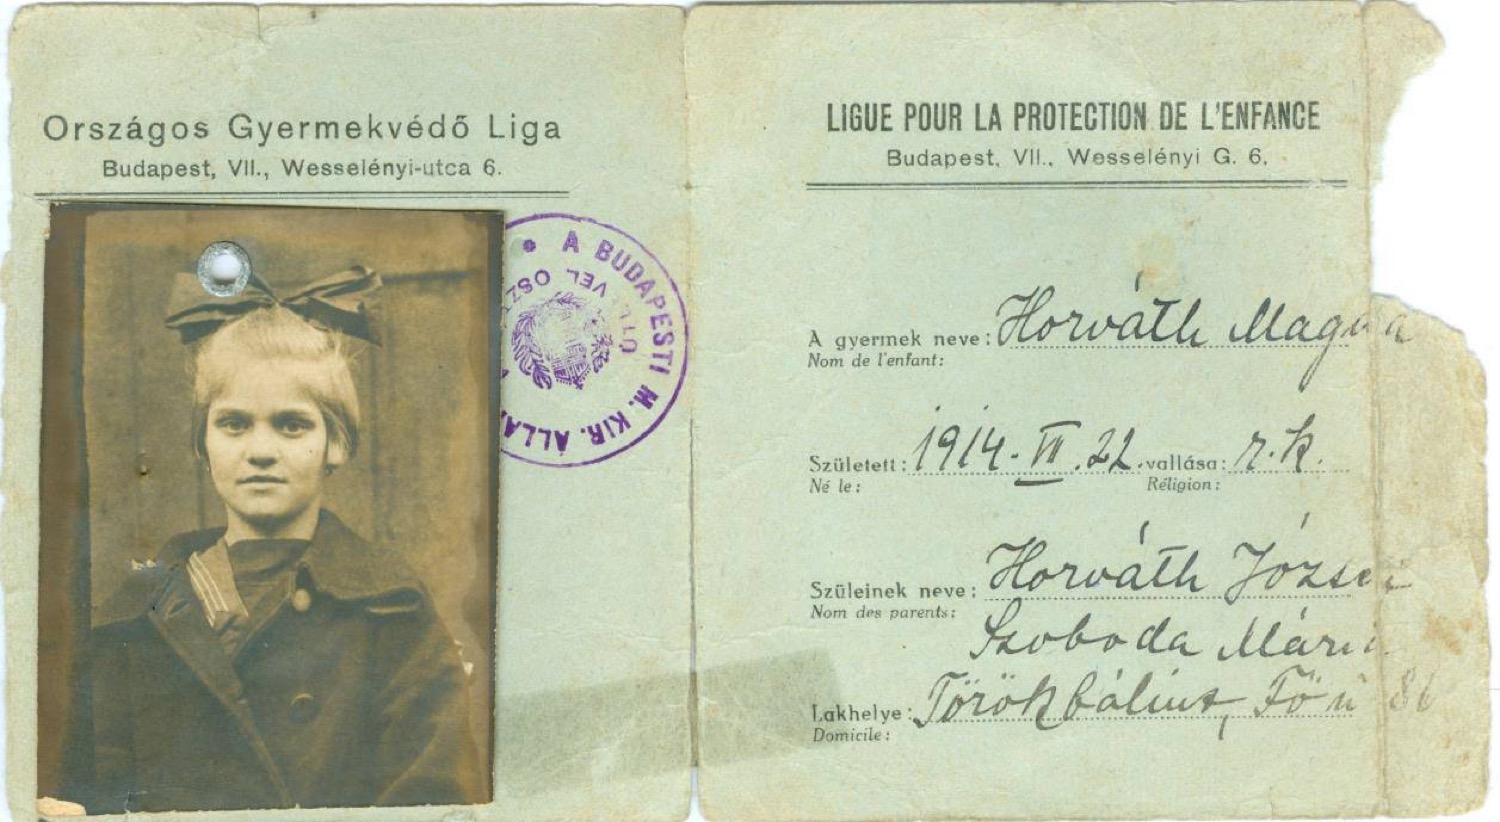 Országos Gyermekvédő Liga
Budapest, VII., Wesselényi-utca 6.
* A BUDAPESTI M. KIR. ÁLLA
LIGUE POUR LA PROTECTION DE L'ENFANCE
Budapest, VII., Wesselényi G. 6.
A gyermek neve: Horváth Magda
Nom de l'enfant:
Született: 1914. VII. 22. vallása: r. k.
Né le: Réligion:
Szüleinek neve: Horváth József
Nom des parents:
Szoboda Mária
Lakhelye: Törökbálint, Fő u 86
Domicile: